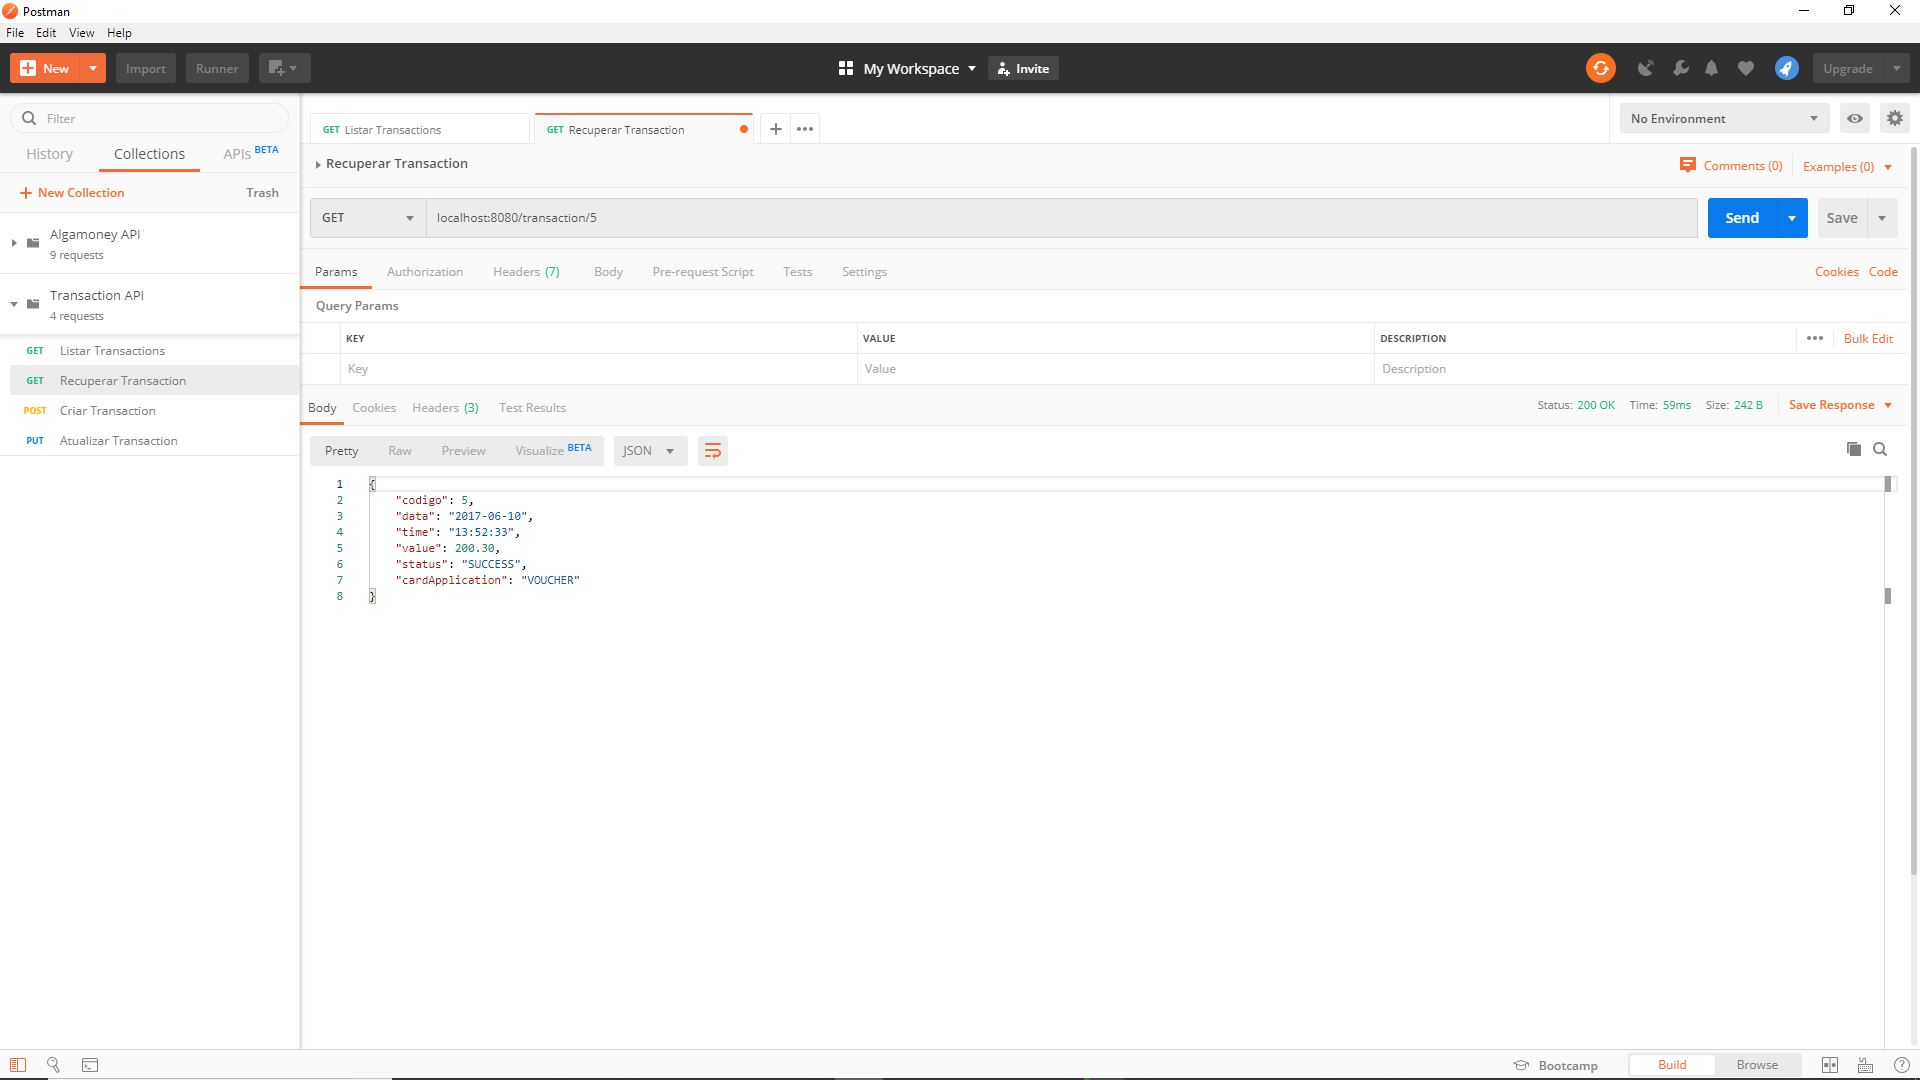 Postman
File Edit View Help
New Import Runner My Workspace Invite Upgrade
Filter
History Collections APIs BETA
New Collection Trash
Algamoney API
9 requests
Transaction API
4 requests
GET Listar Transactions
GET Recuperar Transaction
POST Criar Transaction
PUT Atualizar Transaction
GET Listar Transactions GET Recuperar Transaction No Environment
Recuperar Transaction Comments (0) Examples (0)
GET localhost:8080/transaction/5 Send Save
Params Authorization Headers (7) Body Pre-request Script Tests Settings Cookies Code
Query Params
KEY VALUE DESCRIPTION Bulk Edit
Key Value Description
Body Cookies Headers (3) Test Results Status: 200 OK Time: 59ms Size: 242 B Save Response
Pretty Raw Preview Visualize BETA JSON
1 {
2 "codigo": 5,
3 "data": "2017-06-10",
4 "time": "13:52:33",
5 "value": 200.30,
6 "status": "SUCCESS",
7 "cardApplication": "VOUCHER"
8 }
Bootcamp Build Browse